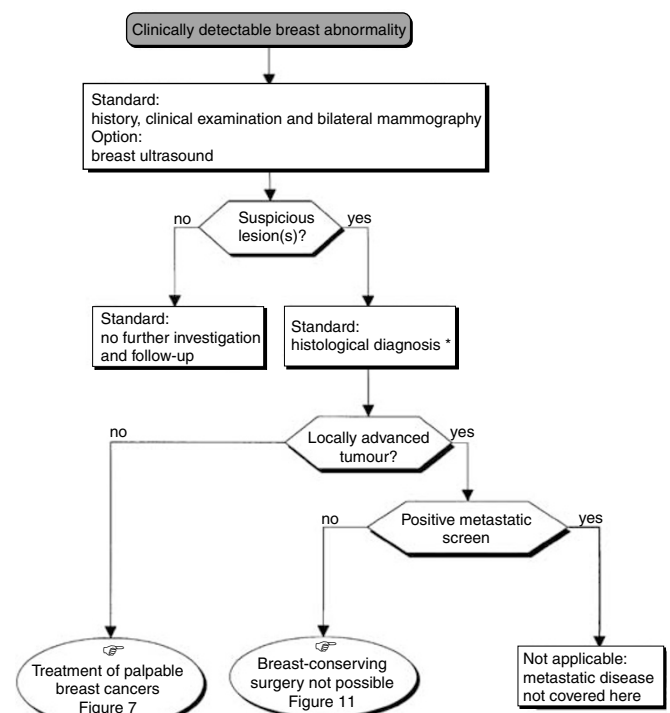 Clinically detectable breast abnormality
Standard:
history, clinical examination and bilateral mammography
Option:
breast ultrasound
no
Suspicious
lesion(s)?
yes
Standard:
no further investigation
and follow-up
Standard:
histological diagnosis *
no
Locally advanced
tumour?
yes
no
Positive metastatic
screen
yes
☞
Treatment of palpable
breast cancers
Figure 7
☞
Breast-conserving
surgery not possible
Figure 11
Not applicable:
metastatic disease
not covered here